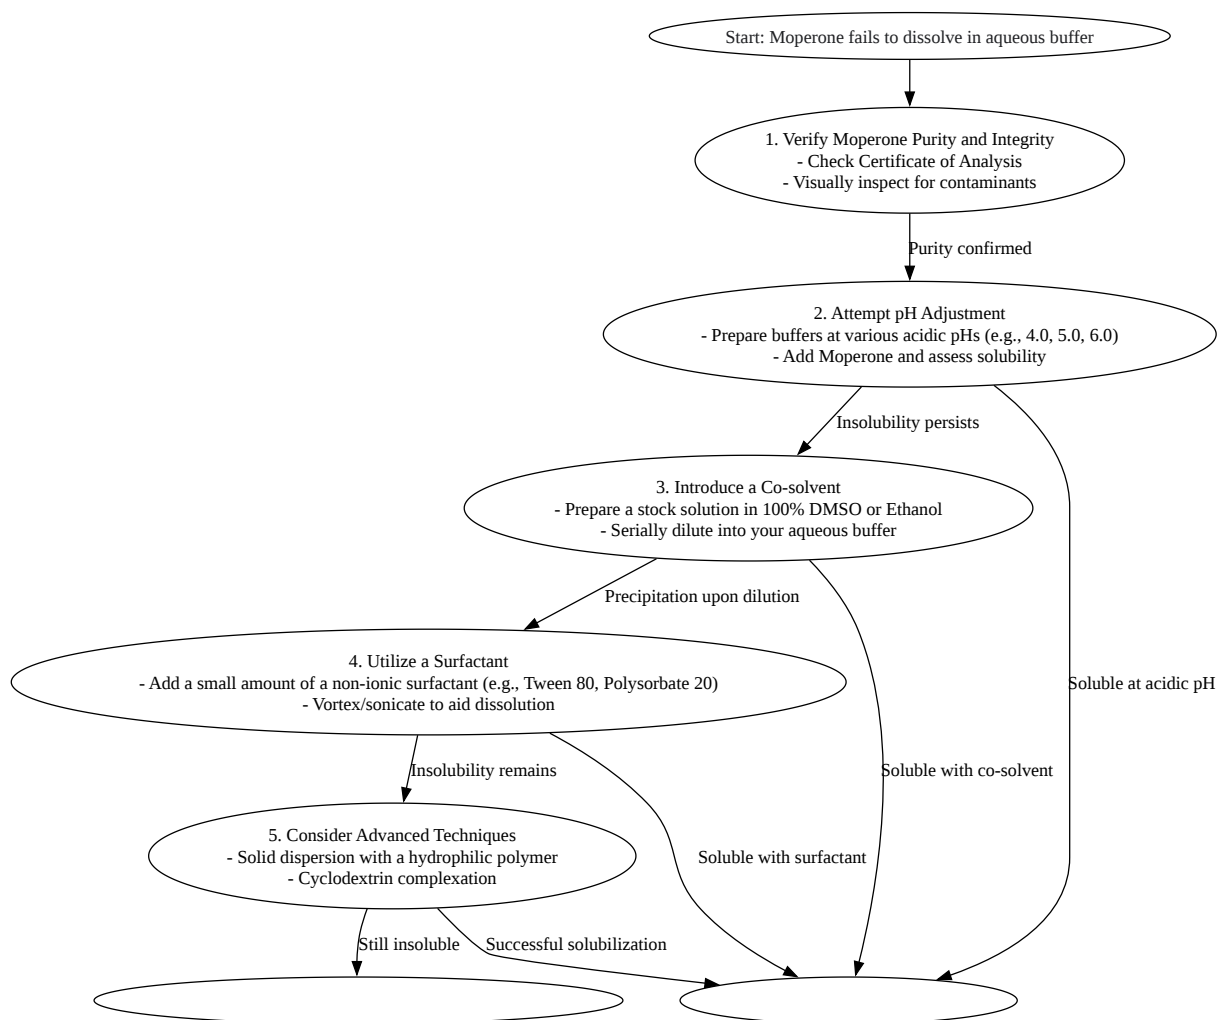 Start: Moperone fails to dissolve in aqueous buffer
1. Verify Moperone Purity and Integrity
- Check Certificate of Analysis
- Visually inspect for contaminants
Purity confirmed
2. Attempt pH Adjustment
- Prepare buffers at various acidic pHs (e.g., 4.0, 5.0, 6.0)
- Add Moperone and assess solubility
Insolubility persists
3. Introduce a Co-solvent
- Prepare a stock solution in 100% DMSO or Ethanol
- Serially dilute into your aqueous buffer
Precipitation upon dilution
4. Utilize a Surfactant
- Add a small amount of a non-ionic surfactant (e.g., Tween 80, Polysorbate 20)
- Vortex/sonicate to aid dissolution
Soluble at acidic pH
Insolubility remains
Soluble with co-solvent
5. Consider Advanced Techniques
- Solid dispersion with a hydrophilic polymer
- Cyclodextrin complexation
Soluble with surfactant
Still insoluble
Successful solubilization